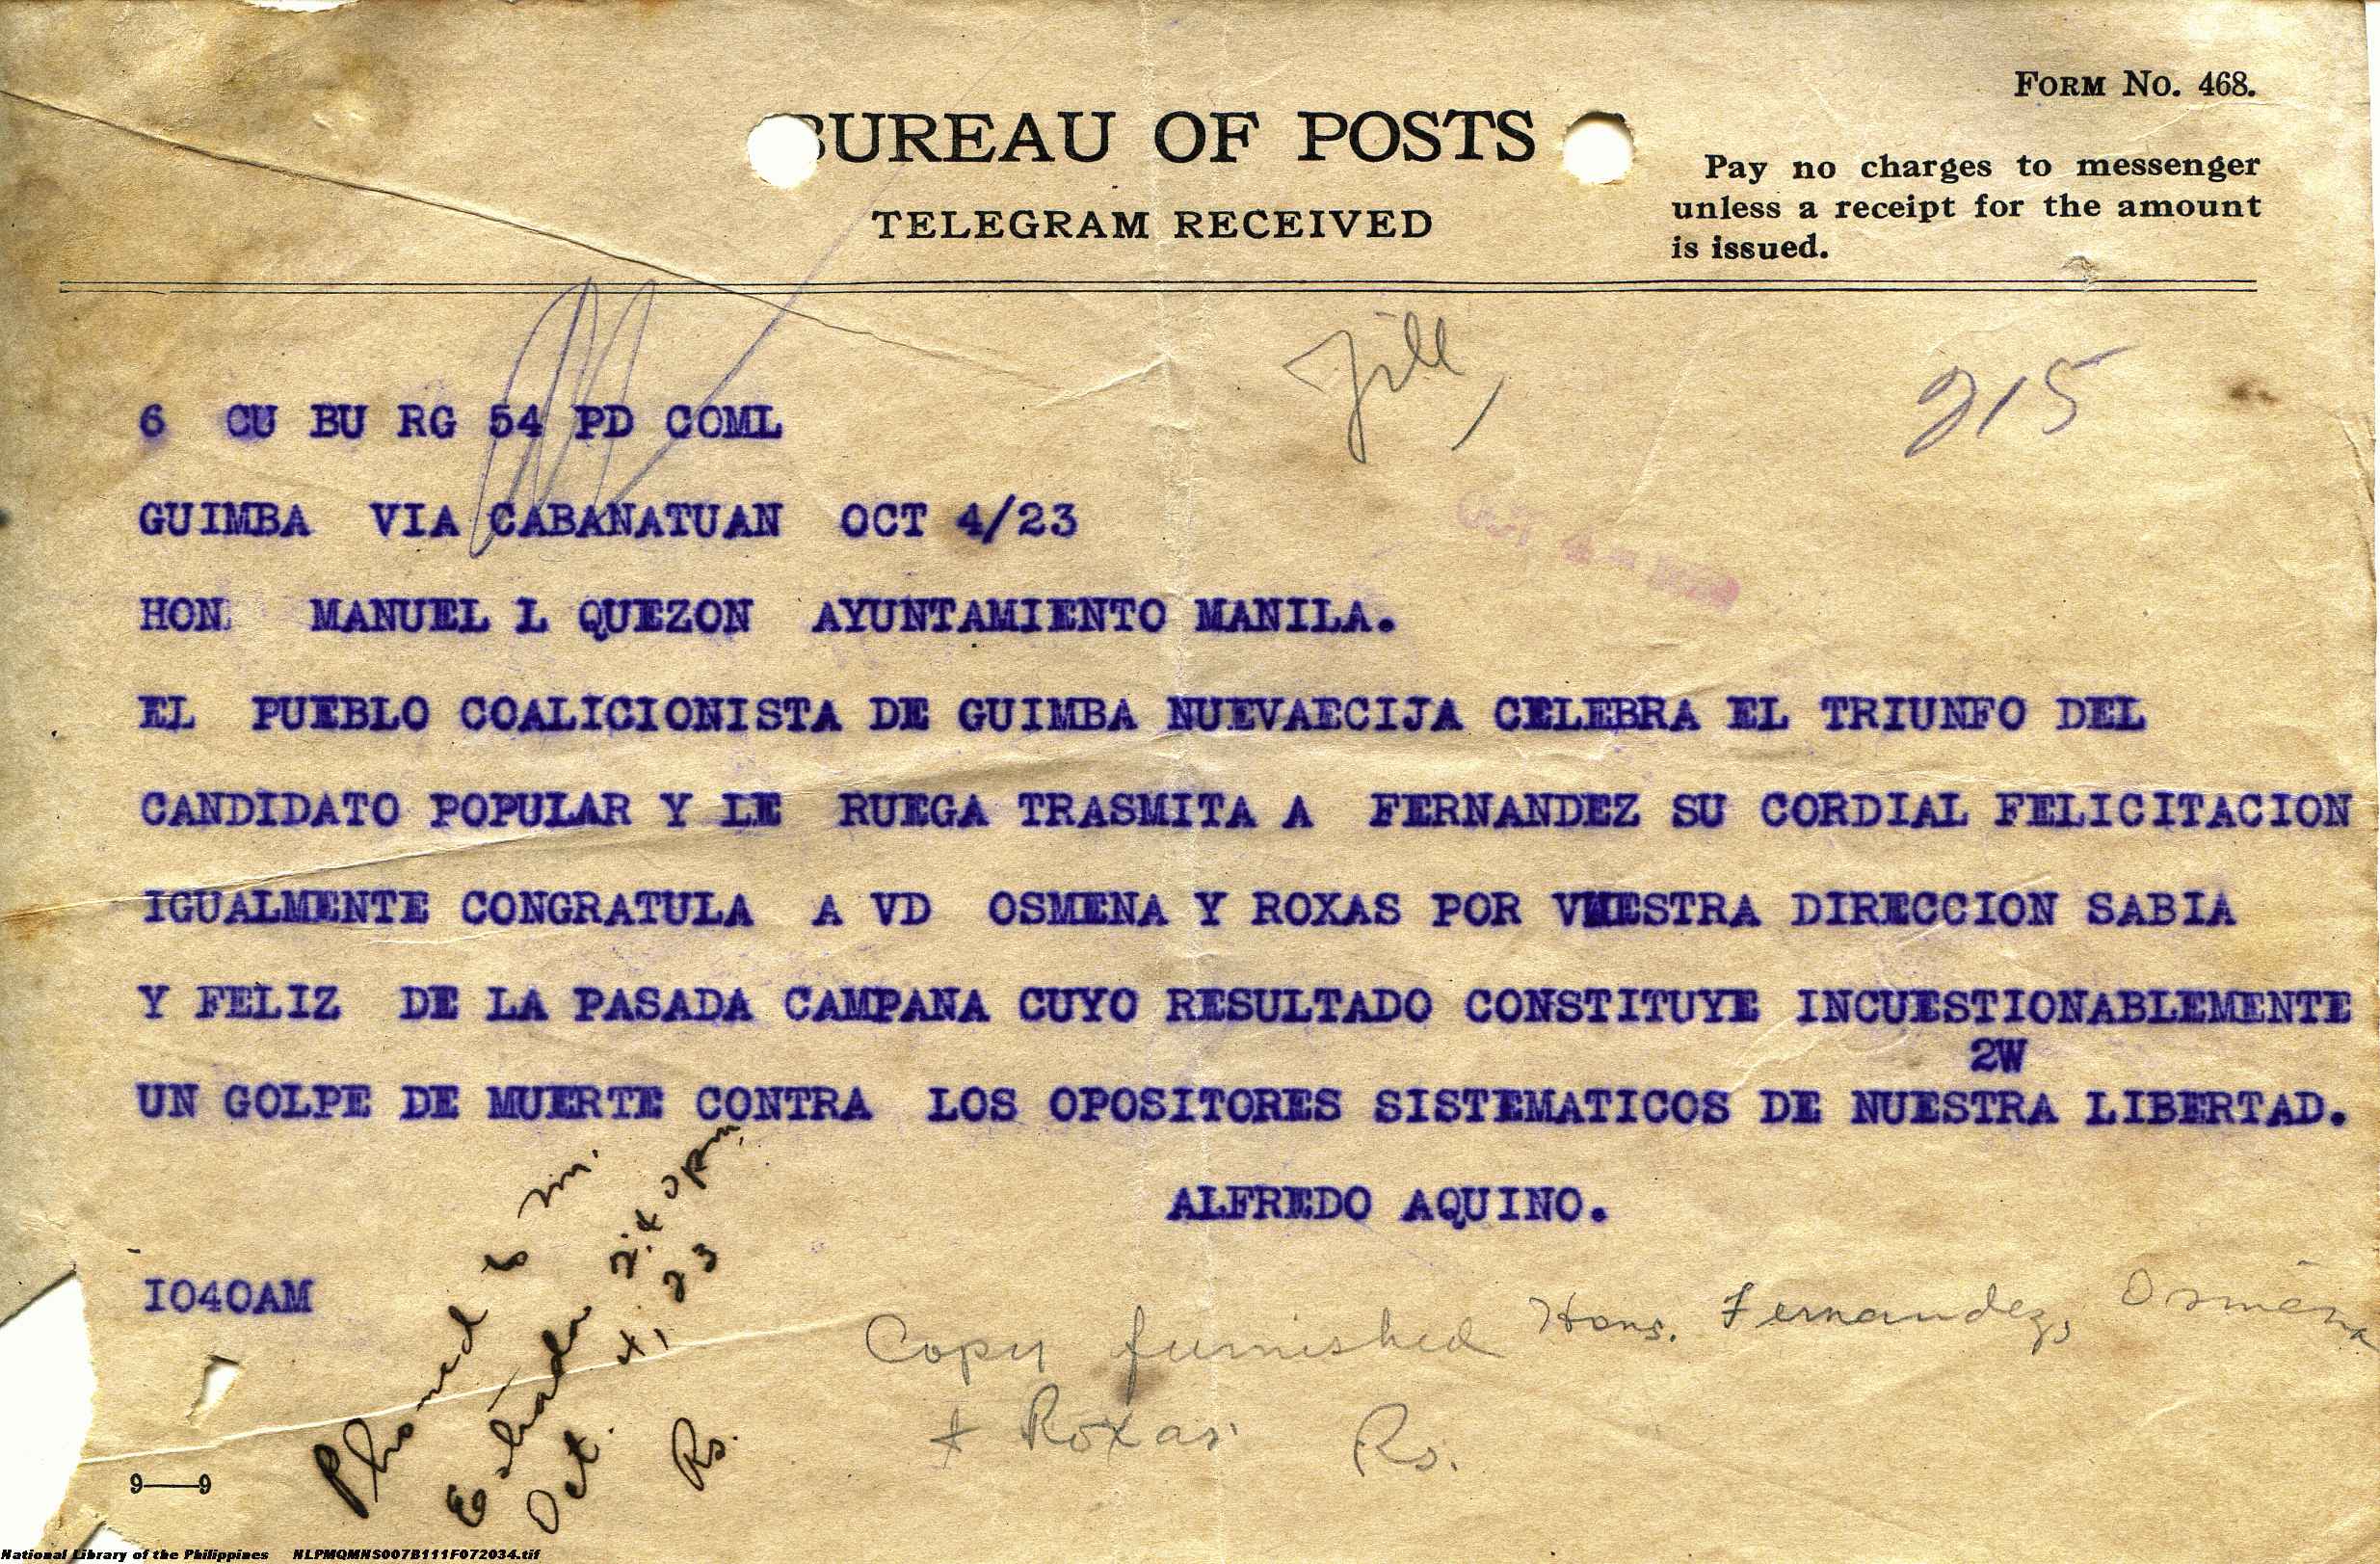 FORM No. 468.
BUREAU OF POSTS
TELEGRAM RECEIVED
Pay no charges to messenger
unless a receipt for the amount
is issued.
File,
215
6 CU BU RG 54 PD COML
GUIMBA VIA CABANATUAN OCT 4/23
HON MANUEL L QUEZON AYUNTAMIENTO MANILA.
EL PUEBLO COALICIONISTA DE GUIMBA NUEVAECIJA CELEBRA EL TRIUNFO DEL
CANDIDATO POPULAR Y LE RUEGA TRASMITA A FERNANDEZ SU CORDIAL FELICITACION
IGUALMENTE CONGRATULA A VD OSMENA Y ROXAS POR VUESTRA DIRECCION SABIA
Y FELIZ DE LA PASADA CAMPANA CUYO RESULTADO CONSTITUYE INCUESTIONABLEMENTE
2W
UN GOLPE DE MUERTE CONTRA LOS OPOSITORES SISTEMATICOS DE NUESTRA LIBERTAD.
ALFREDO AQUINO.
I040AM
Phoned to
Oct. 4, 23
Rs.
Copy furnished Hons. Fernandez, Osmeña
+ Roxas Rs.
9—9
National Library of the Philippines NLPMQMNS007B111F072034.tif